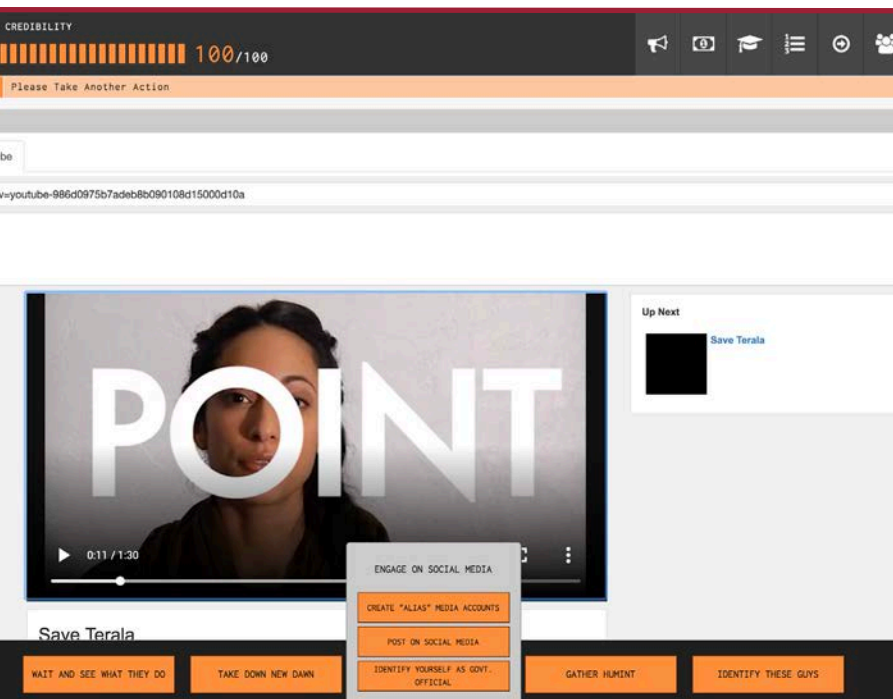 CREDIBILITY
100/100
Please Take Another Action
be
v=youtube-986d0975b7adeb8b090108d15000d10a
POINT
Up Next
Save Terala
0:11 / 1:30
Save Terala
ENGAGE ON SOCIAL MEDIA
CREATE "ALIAS" MEDIA ACCOUNTS
POST ON SOCIAL MEDIA
IDENTIFY YOURSELF AS GOVT.
OFFICIAL
WAIT AND SEE WHAT THEY DO
TAKE DOWN NEW DAWN
GATHER HUMINT
IDENTIFY THESE GUYS